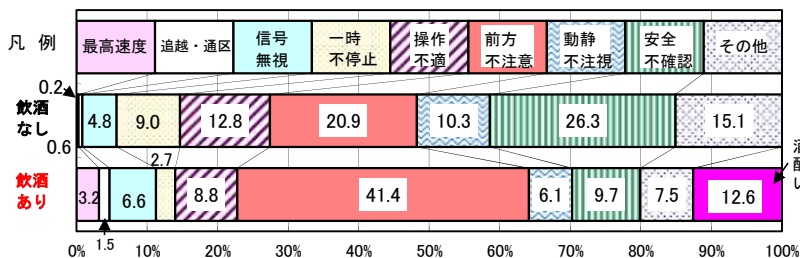 凡 例
最高速度
追越・通区
信号
無視
一時
不停止
操作
不適
前方
不注意
動静
不注視
安全
不確認
その他
0.2
飲酒
なし
4.8
9.0
12.8
20.9
10.3
26.3
15.1
0.6
2.7
飲酒
あり
3.2
6.6
8.8
41.4
6.1
9.7
7.5
12.6
1.5
0% 10% 20% 30% 40% 50% 60% 70% 80% 90% 100%